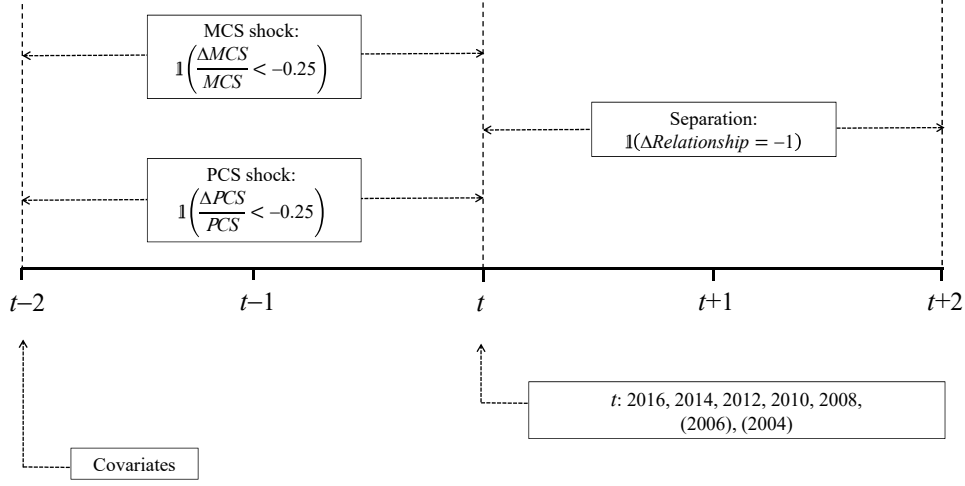 MCS shock:
𝟙(ΔMCS/MCS < −0.25)
Separation:
𝟙(ΔRelationship = −1)
PCS shock:
𝟙(ΔPCS/PCS < −0.25)
t−2
t−1
t
t+1
t+2
t: 2016, 2014, 2012, 2010, 2008,
(2006), (2004)
Covariates